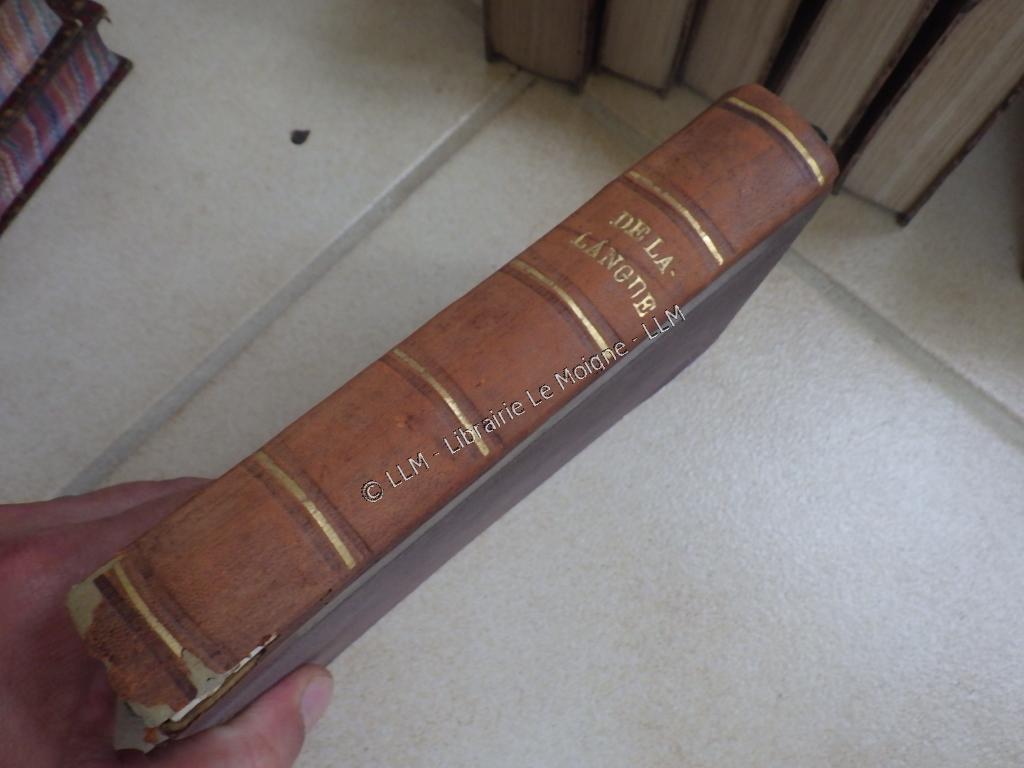 DE LA-
LANGUE
© LLM - Librairie Le Moigne - LLM